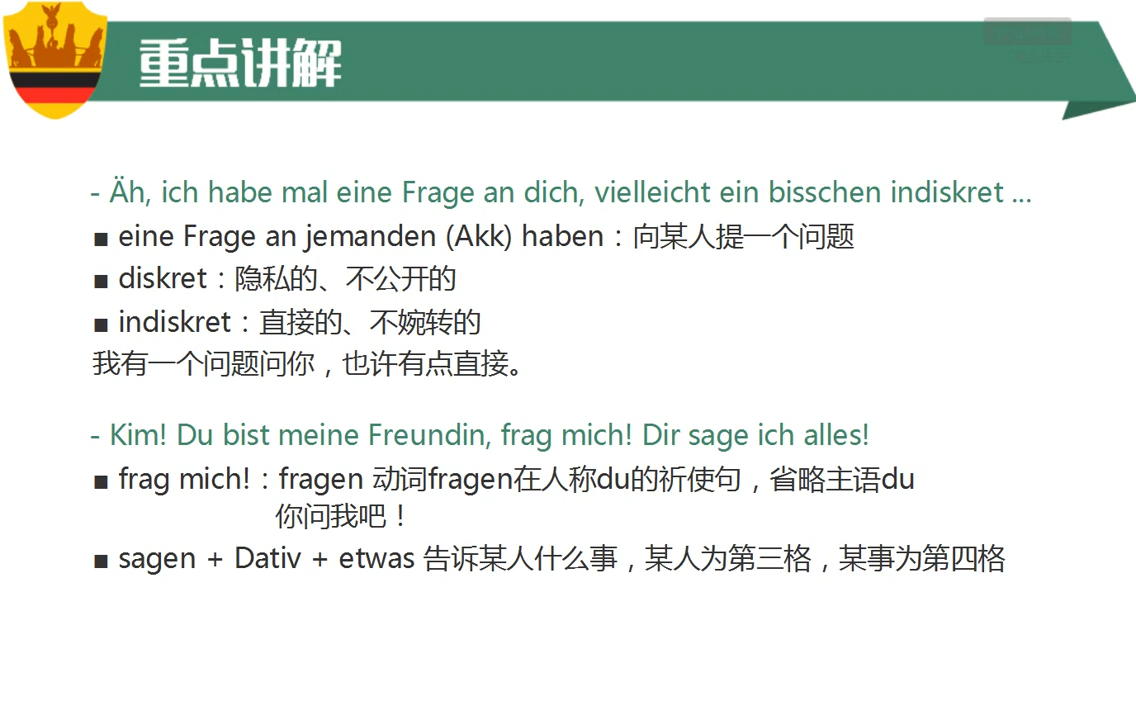 重点讲解
- Äh, ich habe mal eine Frage an dich, vielleicht ein bisschen indiskret ...
■ eine Frage an jemanden (Akk) haben：向某人提一个问题
■ diskret：隐私的、不公开的
■ indiskret：直接的、不婉转的
我有一个问题问你，也许有点直接。
- Kim! Du bist meine Freundin, frag mich! Dir sage ich alles!
■ frag mich!：fragen 动词fragen在人称du的祈使句，省略主语du
你问我吧！
■ sagen + Dativ + etwas 告诉某人什么事，某人为第三格，某事为第四格